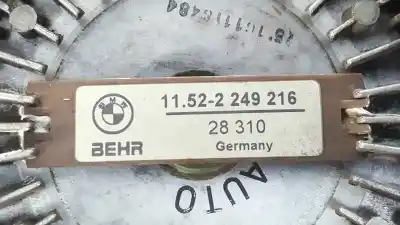 BMW
11.52-2 249 216
28 310
BEHR
Germany
AUTO